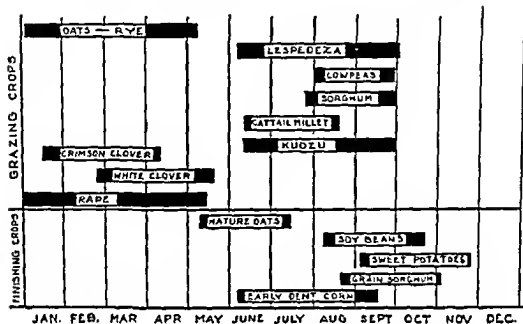 GRAZING CROPS
OATS — RYE
LESPEDEZA
COWPEAS
SORGHUM
CATTAIL MILLET
KUDZU
CRIMSON CLOVER
WHITE CLOVER
RAPE
FINISHING CROPS
MATURE OATS
SOY BEANS
SWEET POTATOES
GRAIN SORGHUM
EARLY DENT CORN
JAN. FEB. MAR APR MAY JUNE JULY AUG SEPT OCT NOV DEC.